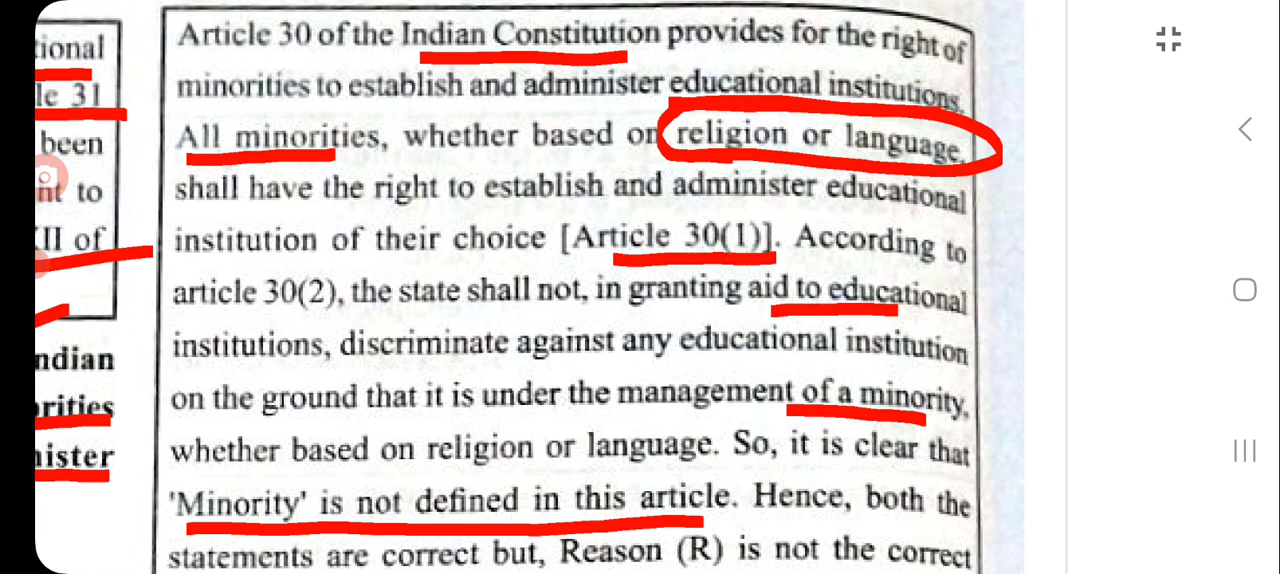 tional
le 31
been
nt to
II of
ndian
rities
nister
Article 30 of the Indian Constitution provides for the right of
minorities to establish and administer educational institutions.
All minorities, whether based on religion or language,
shall have the right to establish and administer educational
institution of their choice [Article 30(1)]. According to
article 30(2), the state shall not, in granting aid to educational
institutions, discriminate against any educational institution
on the ground that it is under the management of a minority,
whether based on religion or language. So, it is clear that
'Minority' is not defined in this article. Hence, both the
statements are correct but, Reason (R) is not the correct